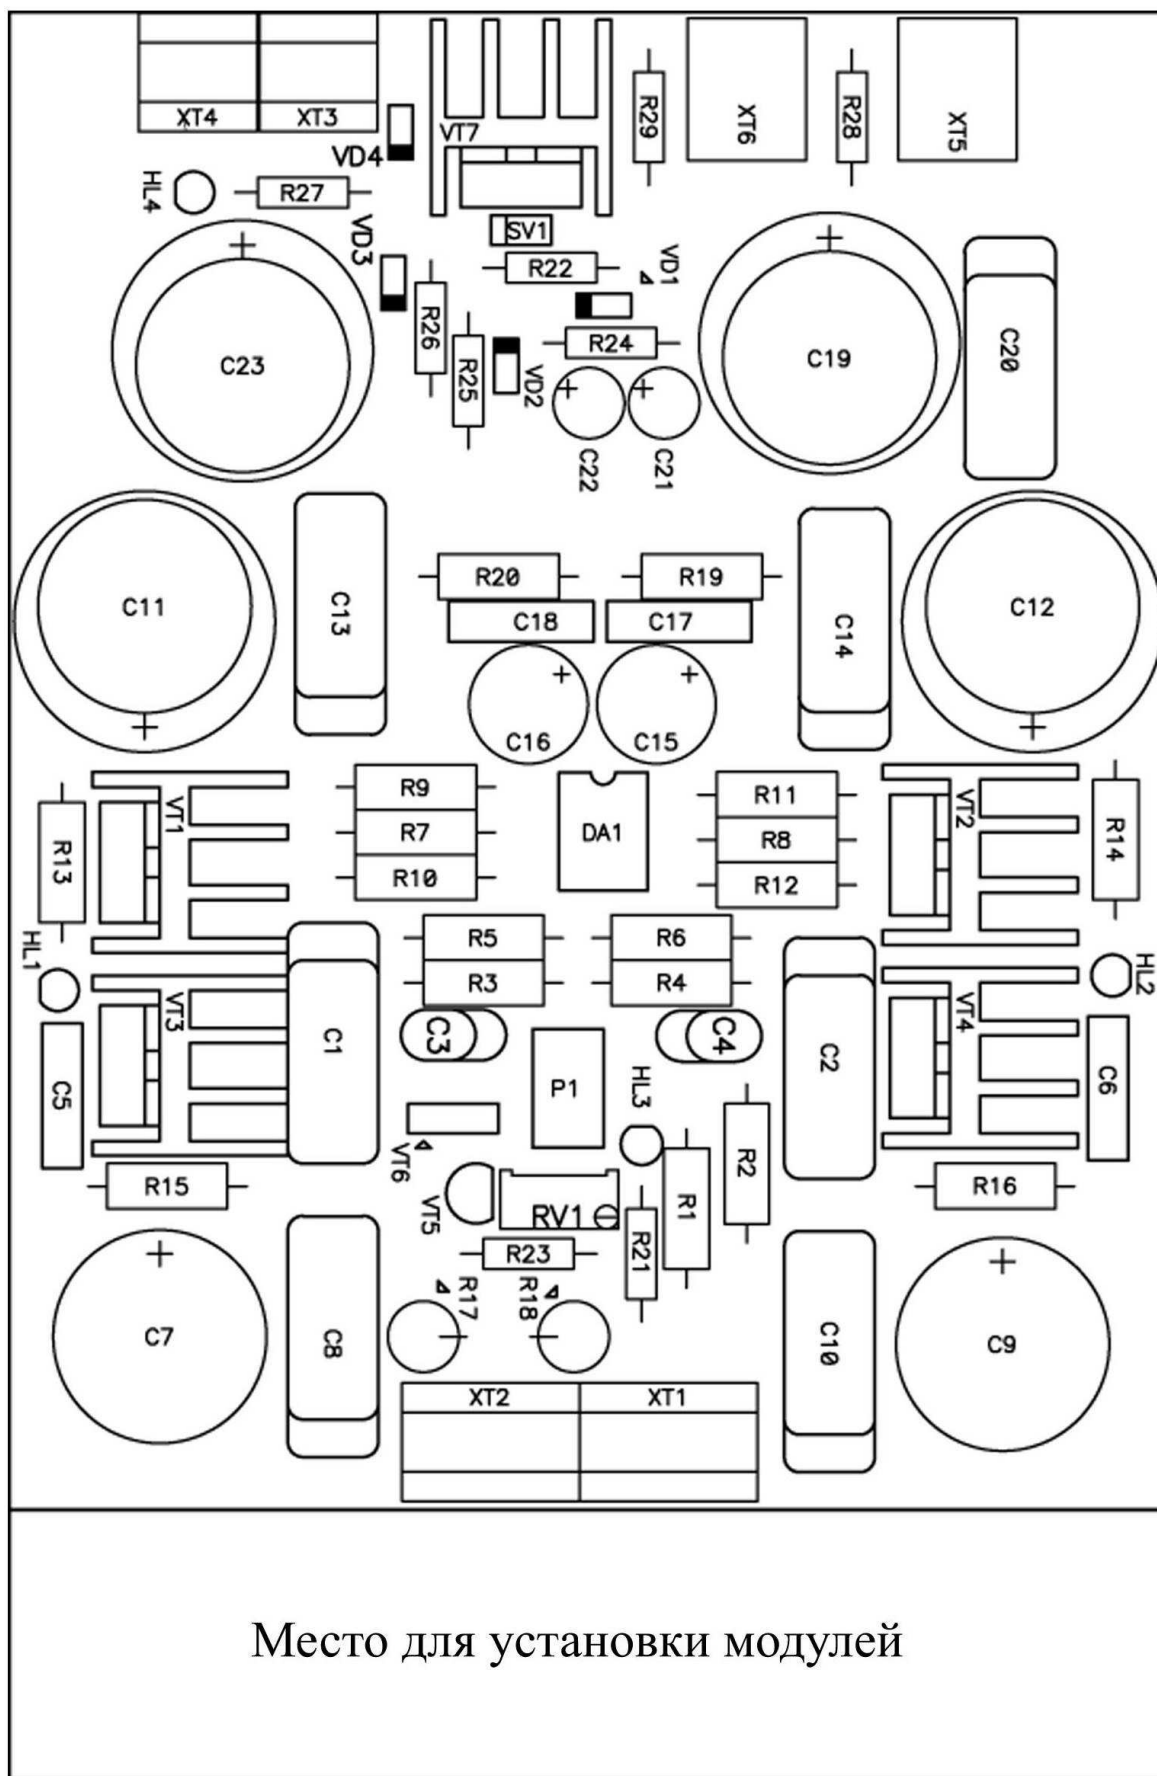 XT4
XT3
VD4
VT7
R29
XT6
R28
XT5
HL4
R27
SV1
VD3
R22
VD1
R26
R24
C23
R25
VD2
C19
C20
C22
C21
R20
R19
C11
C13
C18
C17
C14
C12
C16
C15
R13
VT1
R9
R7
R10
DA1
R11
R8
R12
VT2
R14
HL1
R5
R6
HL2
R3
R4
VT3
C1
C3
C4
C2
VT4
C5
P1
HL3
C6
VT6
R2
R15
VT5
RV1
R1
R16
R23
R21
R17
R18
C7
C8
C10
C9
XT2
XT1
Место для установки модулей